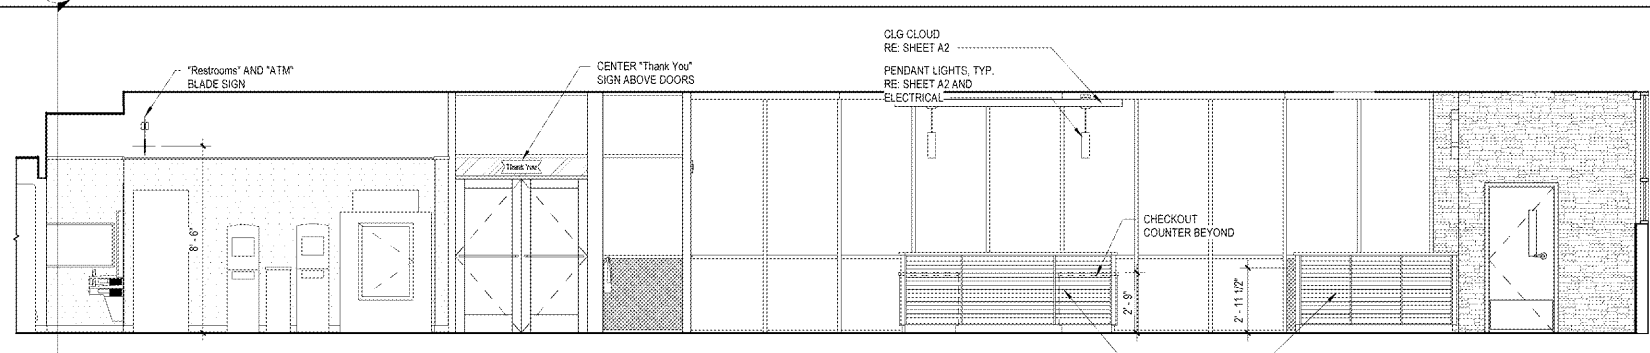 "Restrooms" AND "ATM"
BLADE SIGN
CENTER "Thank You"
SIGN ABOVE DOORS
CLG CLOUD
RE: SHEET A2
PENDANT LIGHTS, TYP.
RE: SHEET A2 AND
ELECTRICAL
Thank You
CHECKOUT
COUNTER BEYOND
8' - 6"
2' - 9"
2' - 11 1/2"